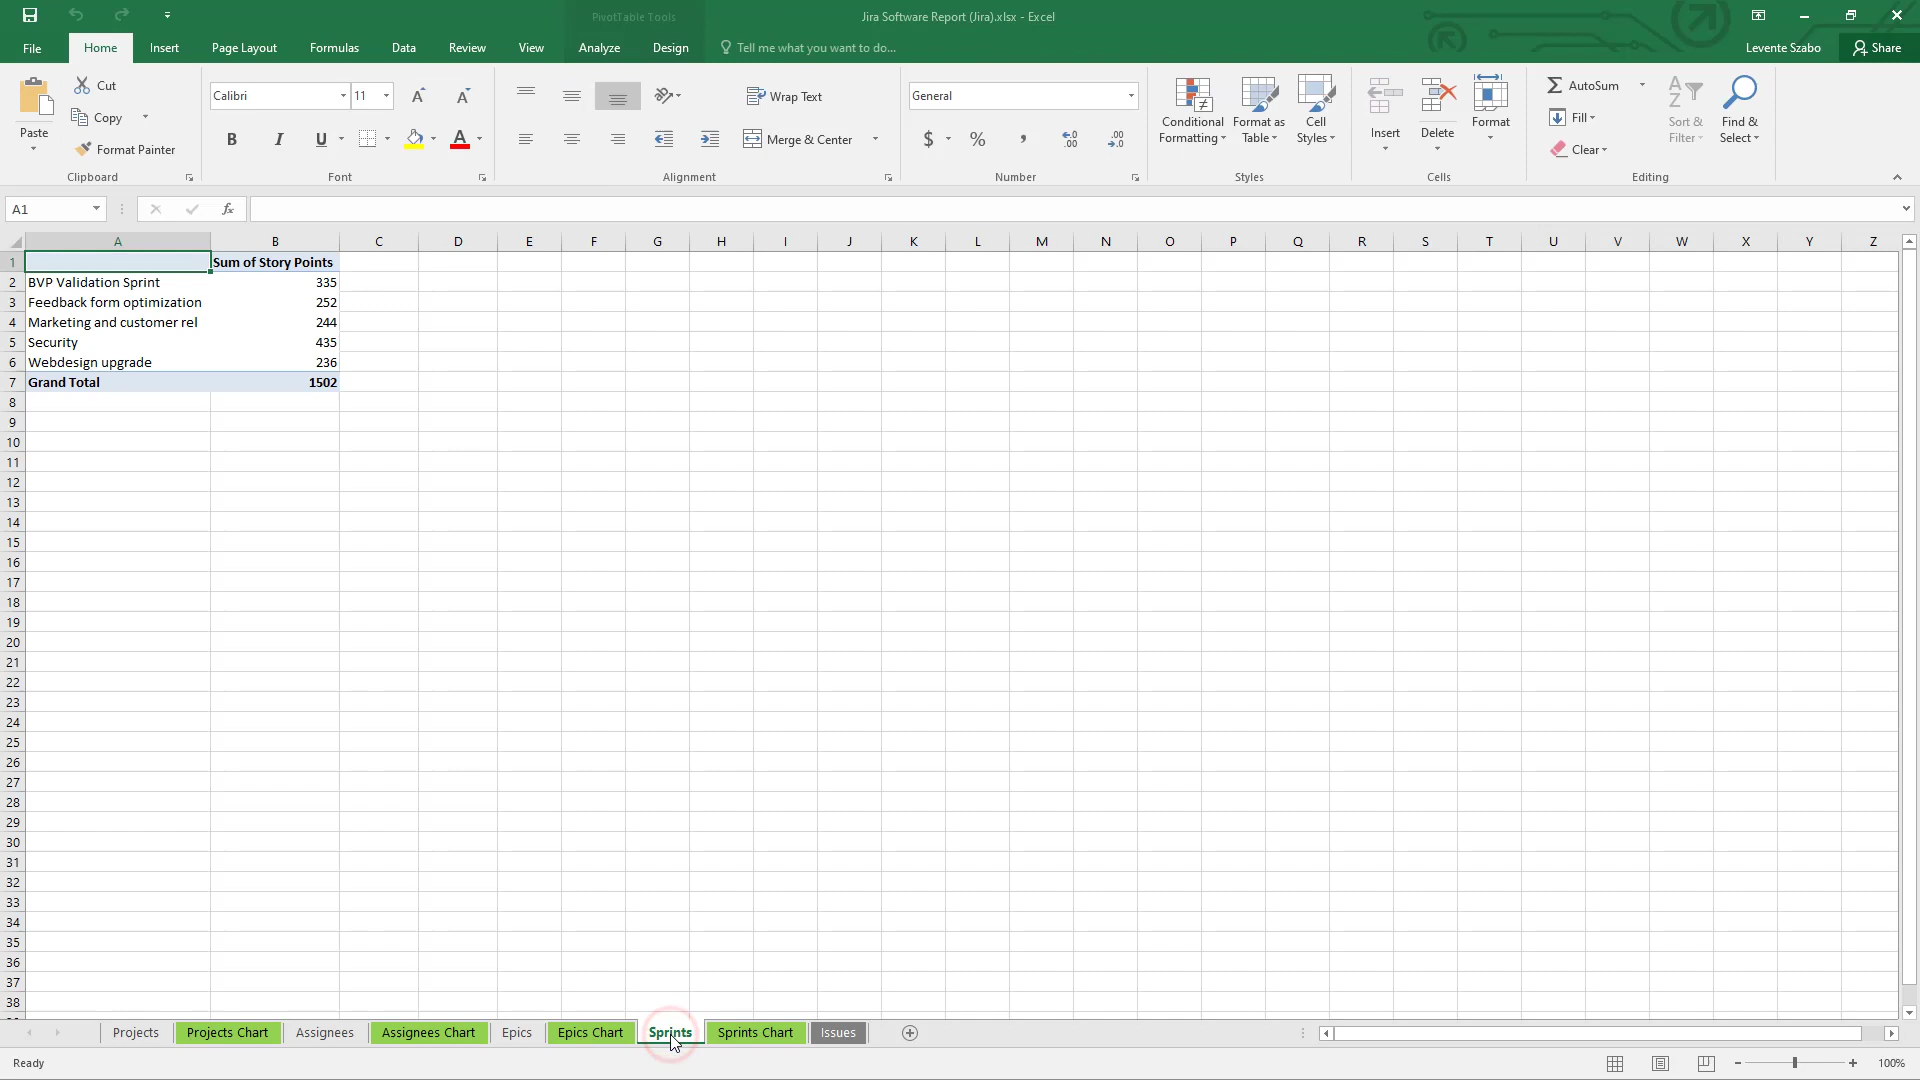 PivotTable Tools
Jira Software Report (Jira).xlsx - Excel
File Home Insert Page Layout Formulas Data Review View Analyze Design Tell me what you want to do... Levente Szabo Share
Paste
Cut
Copy
Format Painter
Clipboard
Calibri 11
B I U A
Font
Wrap Text
Merge & Center
Alignment
General
$ % ,
Number
Conditional Formatting
Format as Table
Cell Styles
Styles
Insert
Delete
Format
Cells
AutoSum
Fill
Clear
Sort & Filter
Find & Select
Editing
A1 fx
A B C D E F G H I J K L M N O P Q R S T U V W X Y Z
1 Sum of Story Points
2 BVP Validation Sprint 335
3 Feedback form optimization 252
4 Marketing and customer rel 244
5 Security 435
6 Webdesign upgrade 236
7 Grand Total 1502
8
9
10
11
12
13
14
15
16
17
18
19
20
21
22
23
24
25
26
27
28
29
30
31
32
33
34
35
36
37
38
Projects Projects Chart Assignees Assignees Chart Epics Epics Chart Sprints Sprints Chart Issues
Ready 100%